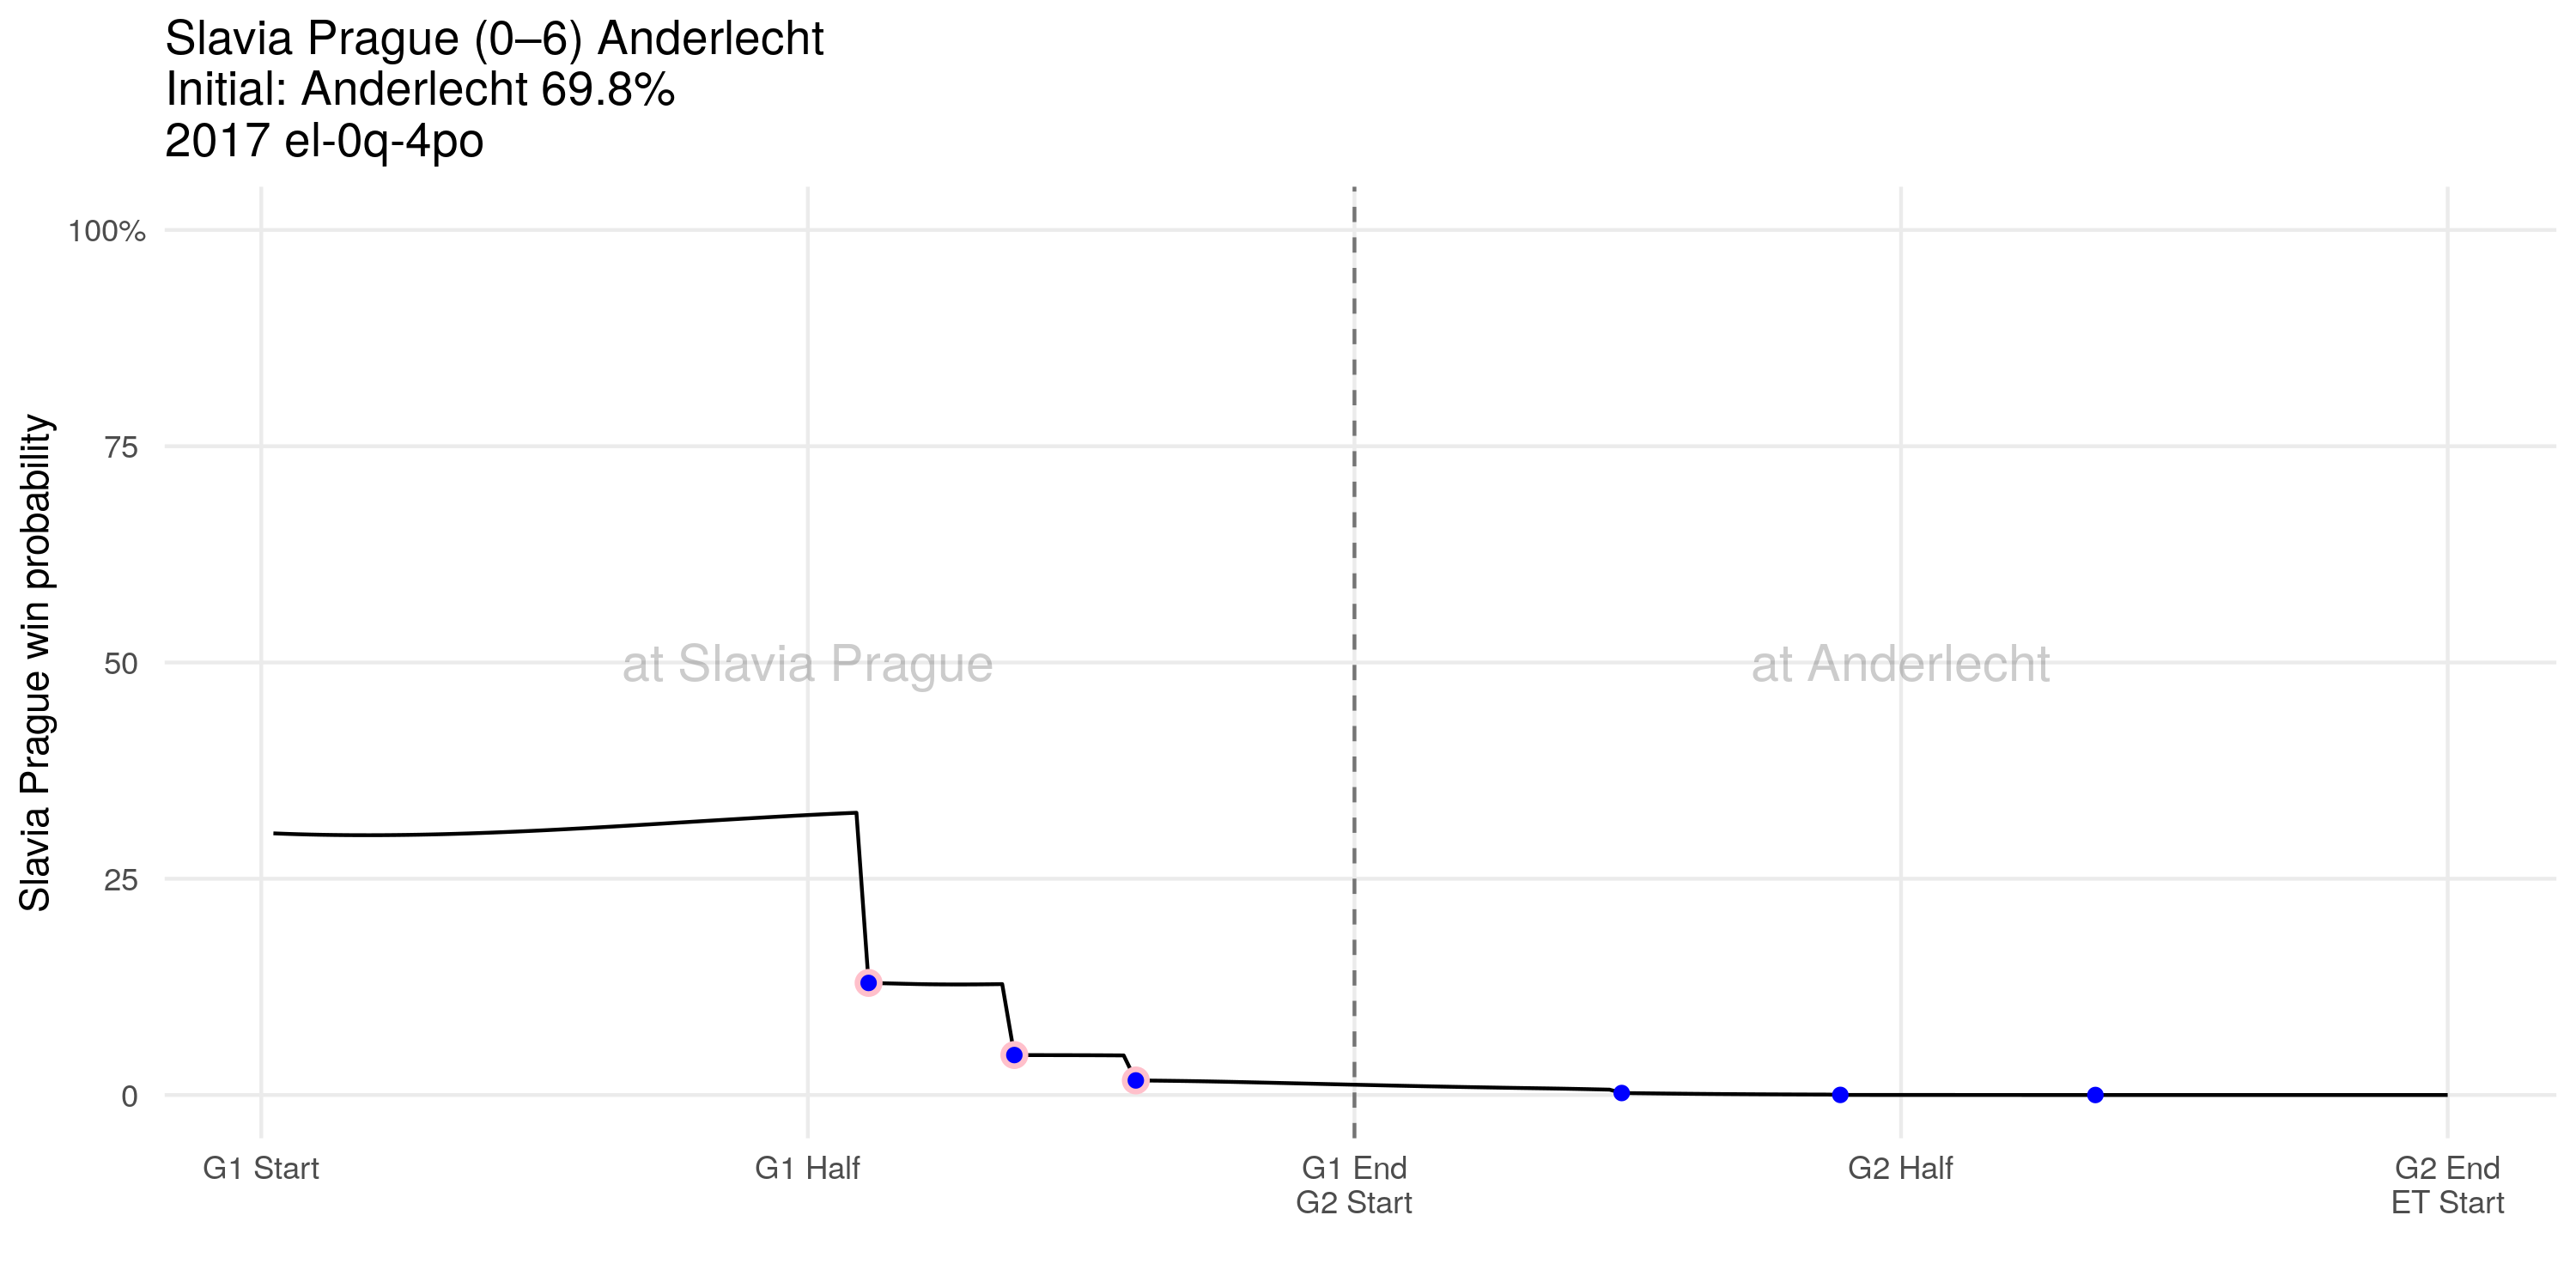 Slavia Prague (0–6) Anderlecht
Initial: Anderlecht 69.8%
2017 el-0q-4po
Slavia Prague win probability
100%
75
50
25
0
at Slavia Prague
at Anderlecht
G1 Start
G1 Half
G1 End
G2 Start
G2 Half
G2 End
ET Start